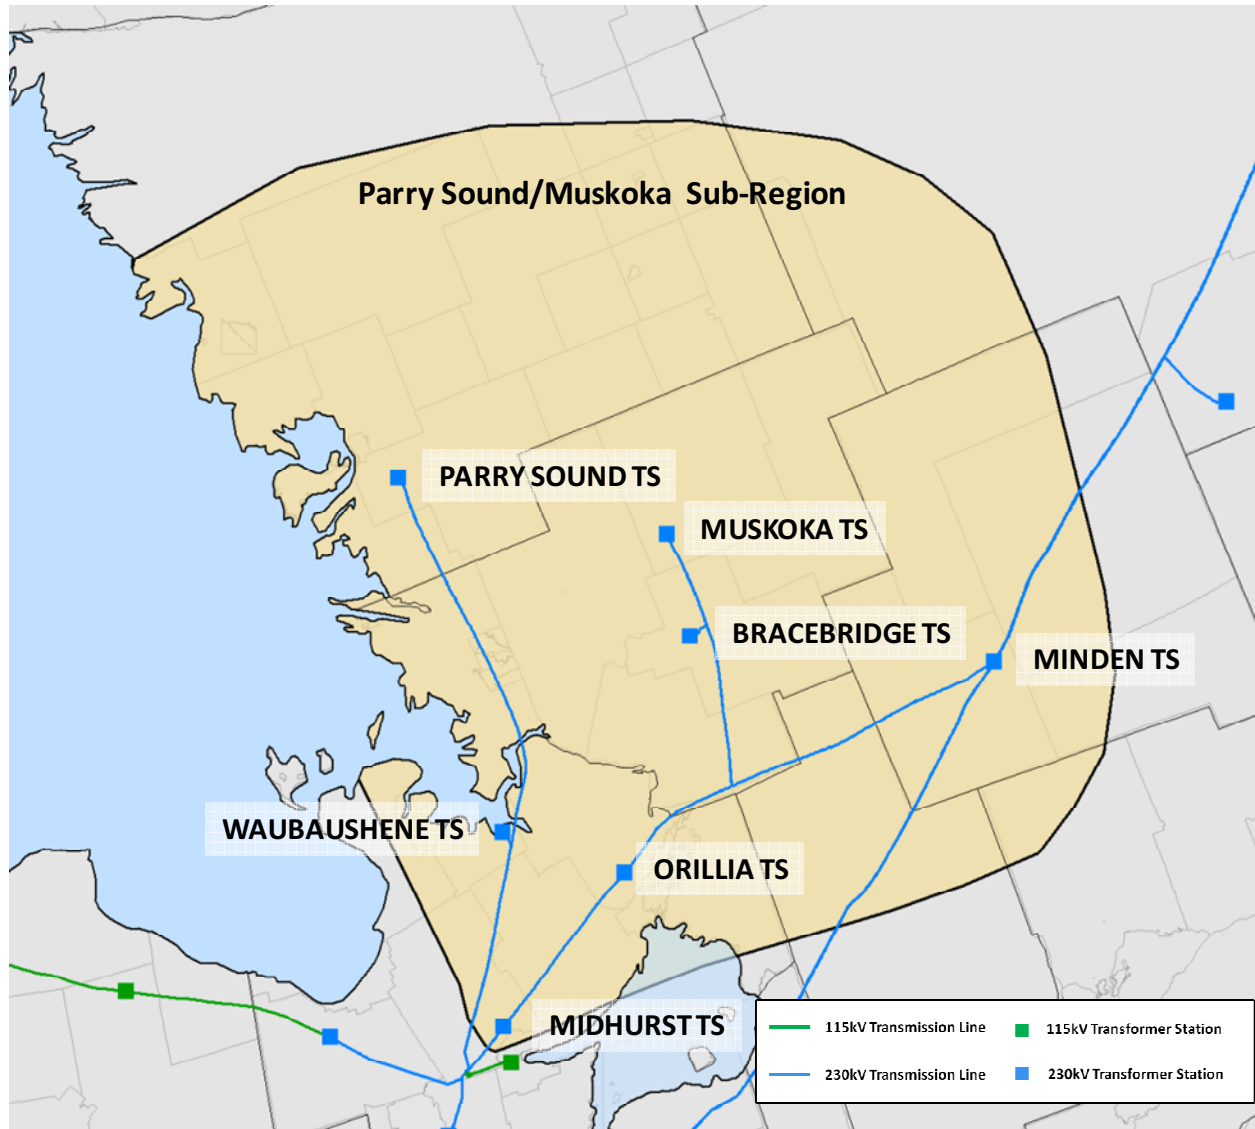 Parry Sound/Muskoka Sub-Region
PARRY SOUND TS
MUSKOKA TS
BRACEBRIDGE TS
MINDEN TS
WAUBAUSHENE TS
ORILLIA TS
MIDHURST TS
115kV Transmission Line
115kV Transformer Station
230kV Transmission Line
230kV Transformer Station